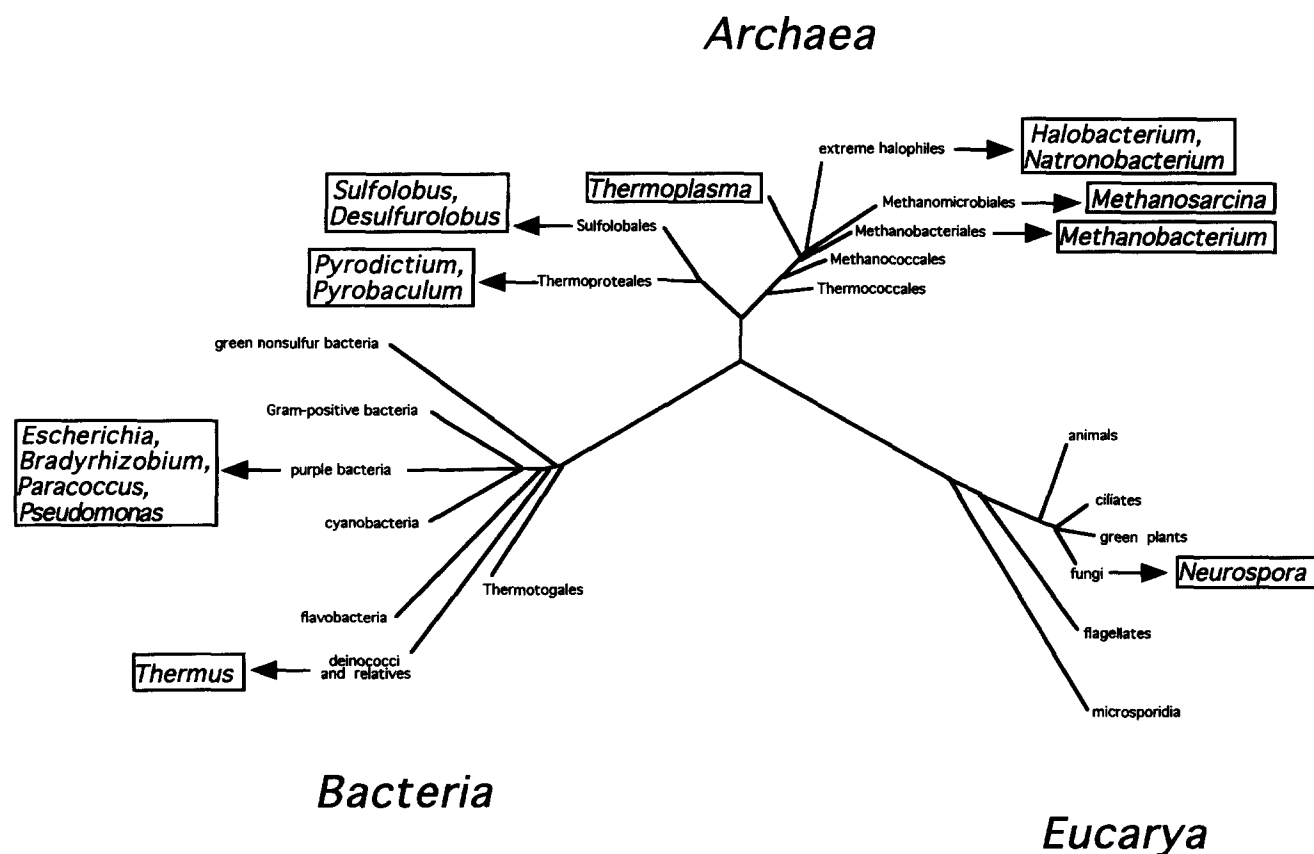 Archaea
extreme halophiles
Halobacterium,
Natronobacterium
Thermoplasma
Methanomicrobiales
Methanosarcina
Methanobacteriales
Methanobacterium
Methanococcales
Thermococcales
Sulfolobus,
Desulfurolobus
Sulfolobales
Pyrodictium,
Pyrobaculum
Thermoproteales
green nonsulfur bacteria
Gram-positive bacteria
Escherichia,
Bradyrhizobium,
Paracoccus,
Pseudomonas
purple bacteria
cyanobacteria
Thermotogales
flavobacteria
Thermus
deinococci
and relatives
animals
ciliates
green plants
fungi
Neurospora
flagellates
microsporidia
Bacteria
Eucarya